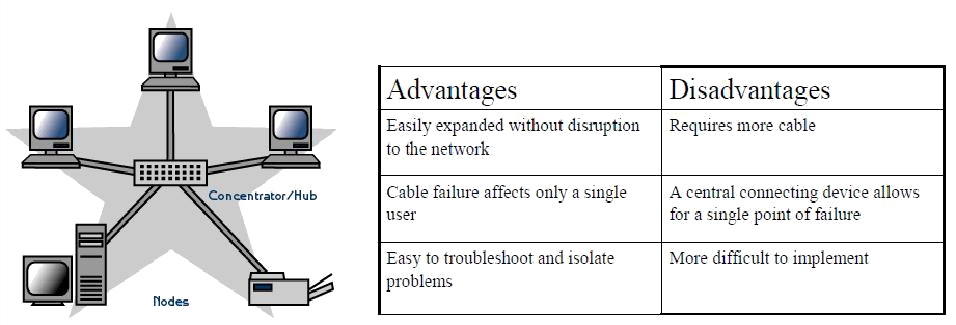 Concentrator/Hub
Nodes
Advantages
Disadvantages
Easily expanded without disruption
to the network
Requires more cable
Cable failure affects only a single
user
A central connecting device allows
for a single point of failure
Easy to troubleshoot and isolate
problems
More difficult to implement